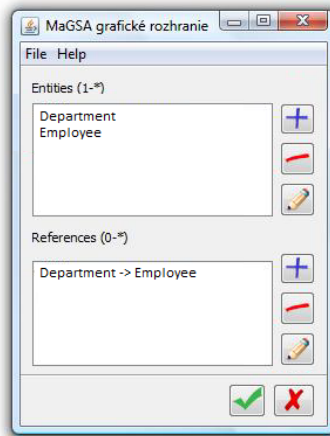 MaGSA grafické rozhranie
File Help
Entities (1-*)
Department
Employee
References (0-*)
Department -> Employee